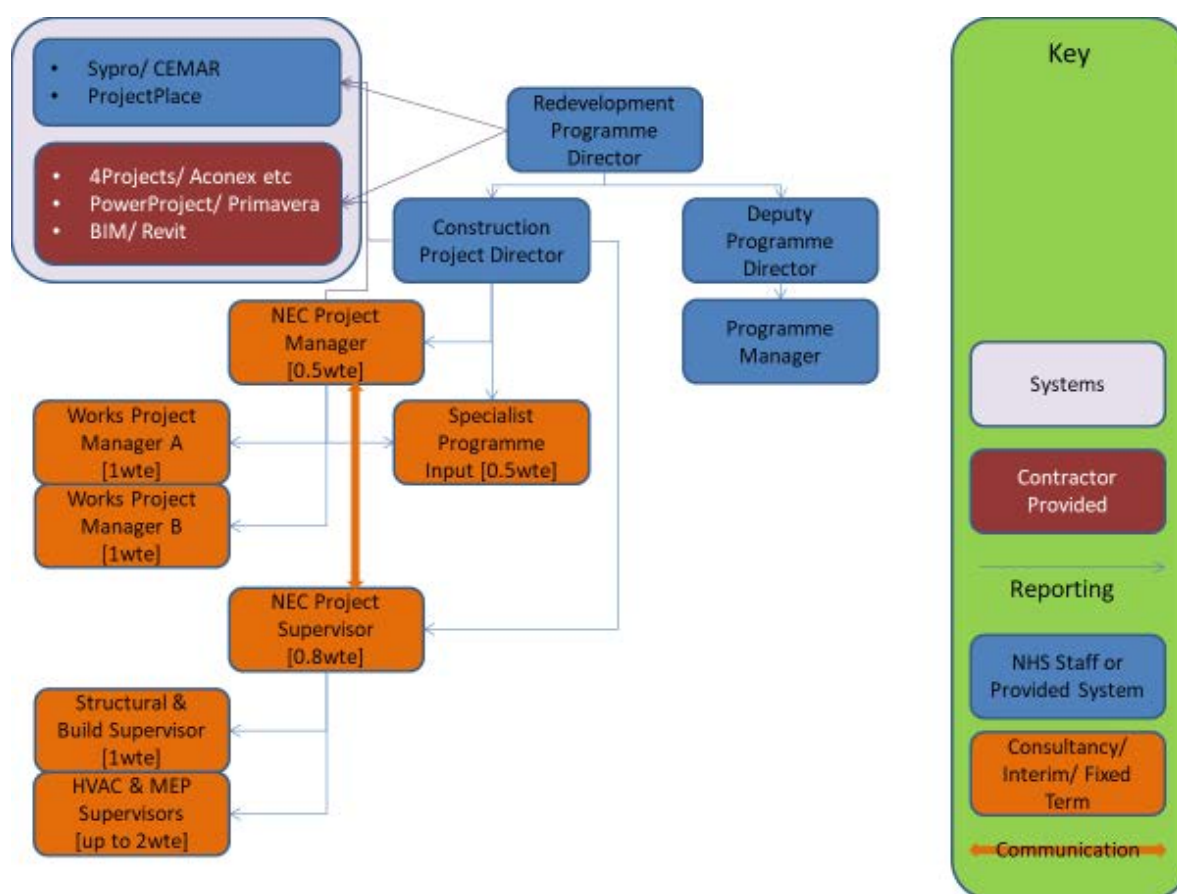 • Sypro/ CEMAR
• ProjectPlace
• 4Projects/ Aconex etc
• PowerProject/ Primavera
• BIM/ Revit
Redevelopment
Programme
Director
Construction
Project Director
Deputy
Programme
Director
Programme
Manager
NEC Project
Manager
[0.5wte]
Works Project
Manager A
[1wte]
Works Project
Manager B
[1wte]
Specialist
Programme
Input [0.5wte]
NEC Project
Supervisor
[0.8wte]
Structural &
Build Supervisor
[1wte]
HVAC & MEP
Supervisors
[up to 2wte]
Key
Systems
Contractor
Provided
Reporting
NHS Staff or
Provided System
Consultancy/
Interim/ Fixed
Term
Communication